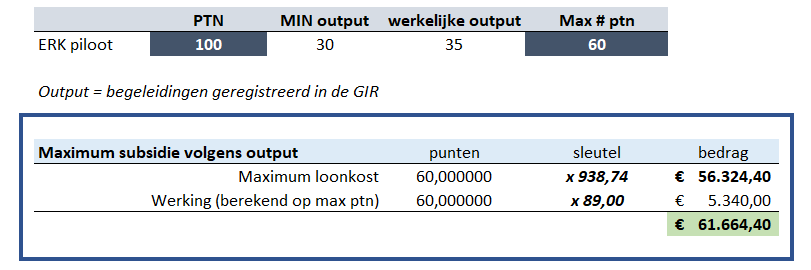 PTN MIN output werkelijke output Max # ptn
ERK piloot 100 30 35 60
Output = begeleidingen geregistreerd in de GIR
Maximum subsidie volgens output punten sleutel bedrag
Maximum loonkost 60,000000 x 938,74 € 56.324,40
Werking (berekend op max ptn) 60,000000 x 89,00 € 5.340,00
€ 61.664,40